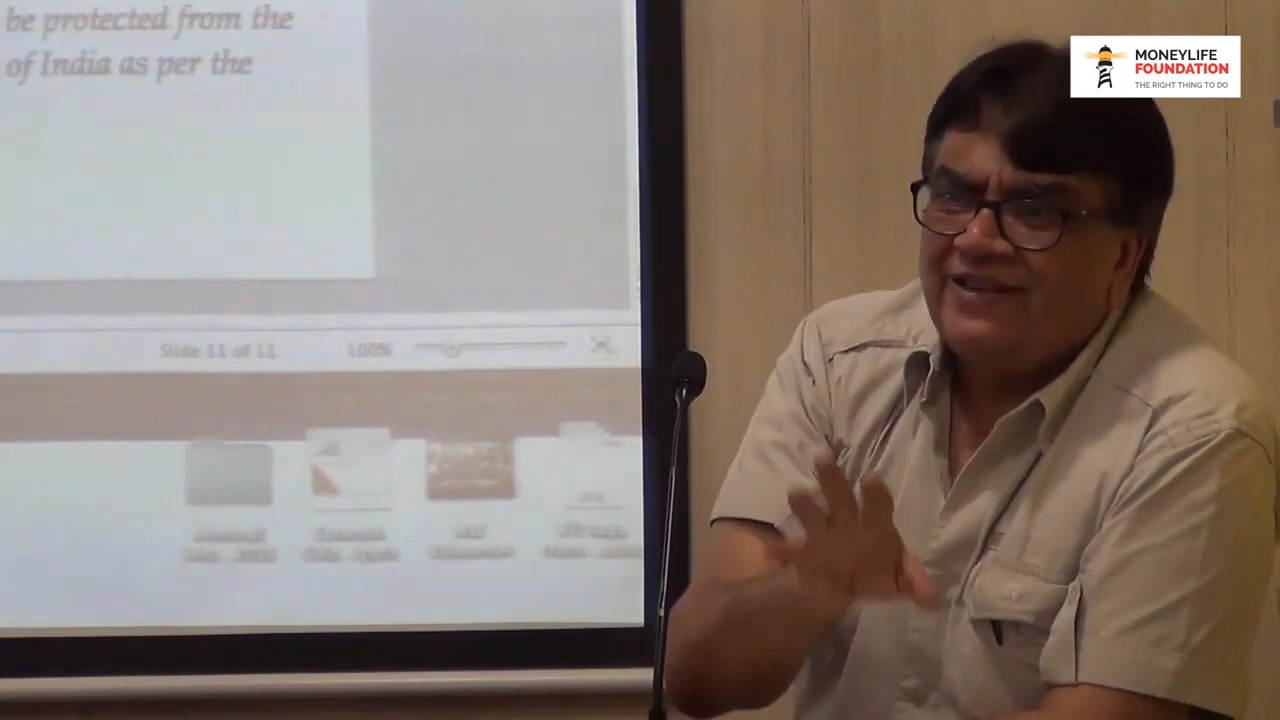 be protected from the
of India as per the
MONEYLIFE
FOUNDATION
THE RIGHT THING TO DO
Slide 11 of 11
100%